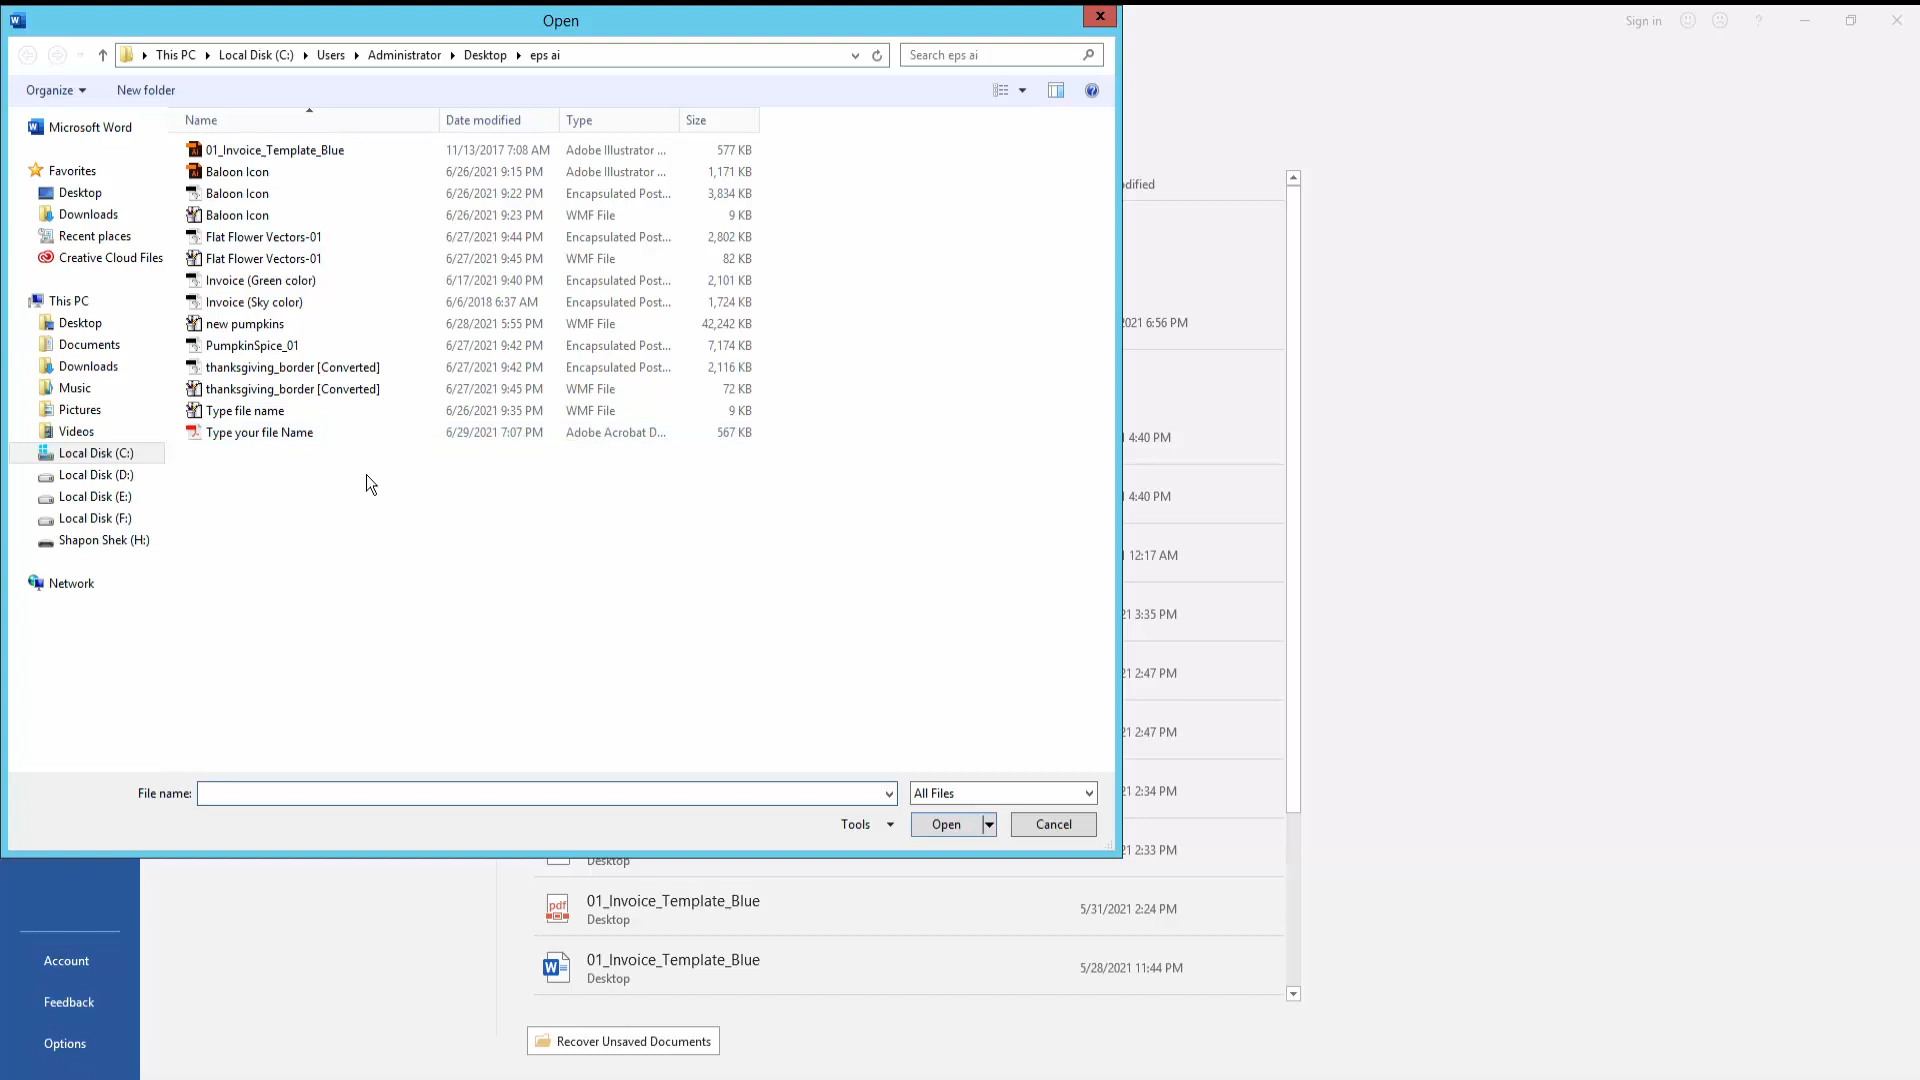 Open
Sign in
This PC Local Disk (C:) Users Administrator Desktop eps ai
Search eps ai
Organize New folder
Name Date modified Type Size
Microsoft Word
Favorites
Desktop
Downloads
Recent places
Creative Cloud Files
This PC
Desktop
Documents
Downloads
Music
Pictures
Videos
Local Disk (C:)
Local Disk (D:)
Local Disk (E:)
Local Disk (F:)
Shapon Shek (H:)
Network
01_Invoice_Template_Blue 11/13/2017 7:08 AM Adobe Illustrator ... 577 KB
Baloon Icon 6/26/2021 9:15 PM Adobe Illustrator ... 1,171 KB
Baloon Icon 6/26/2021 9:22 PM Encapsulated Post... 3,834 KB
Baloon Icon 6/26/2021 9:23 PM WMF File 9 KB
Flat Flower Vectors-01 6/27/2021 9:44 PM Encapsulated Post... 2,802 KB
Flat Flower Vectors-01 6/27/2021 9:45 PM WMF File 82 KB
Invoice (Green color) 6/17/2021 9:40 PM Encapsulated Post... 2,101 KB
Invoice (Sky color) 6/6/2018 6:37 AM Encapsulated Post... 1,724 KB
new pumpkins 6/28/2021 5:55 PM WMF File 42,242 KB
PumpkinSpice_01 6/27/2021 9:42 PM Encapsulated Post... 7,174 KB
thanksgiving_border [Converted] 6/27/2021 9:42 PM Encapsulated Post... 2,116 KB
thanksgiving_border [Converted] 6/27/2021 9:45 PM WMF File 72 KB
Type file name 6/26/2021 9:35 PM WMF File 9 KB
Type your file Name 6/29/2021 7:07 PM Adobe Acrobat D... 567 KB
File name: All Files
Tools Open Cancel
dified
2021 6:56 PM
4:40 PM
4:40 PM
12:17 AM
21 3:35 PM
21 2:47 PM
21 2:47 PM
21 2:34 PM
21 2:33 PM
Desktop
01_Invoice_Template_Blue 5/31/2021 2:24 PM
Desktop
01_Invoice_Template_Blue 5/28/2021 11:44 PM
Desktop
Recover Unsaved Documents
Account
Feedback
Options